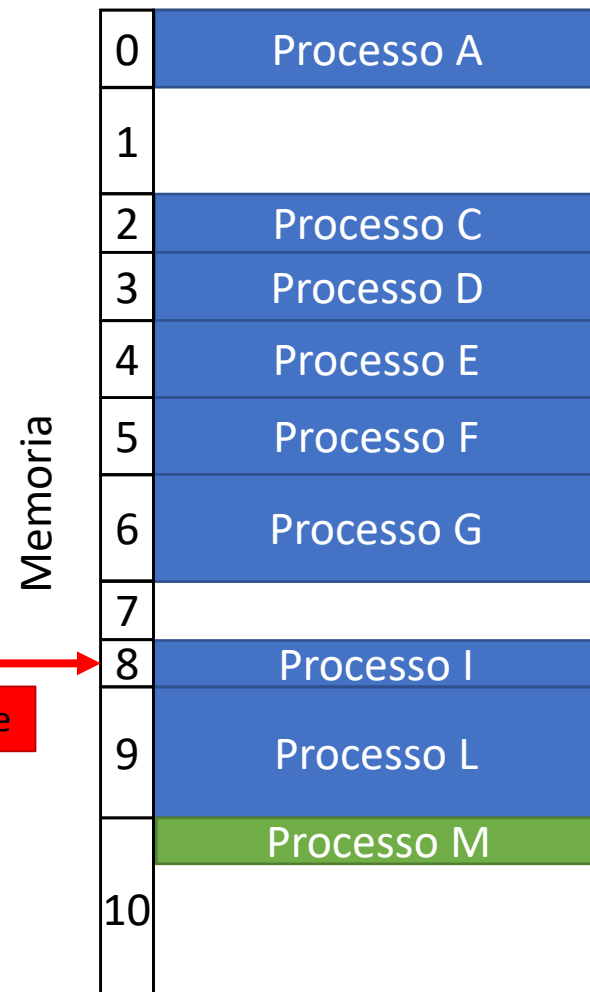 0 Processo A
1
2 Processo C
3 Processo D
4 Processo E
5 Processo F
Memoria
6 Processo G
7
8 Processo I
9 Processo L
Processo M
10